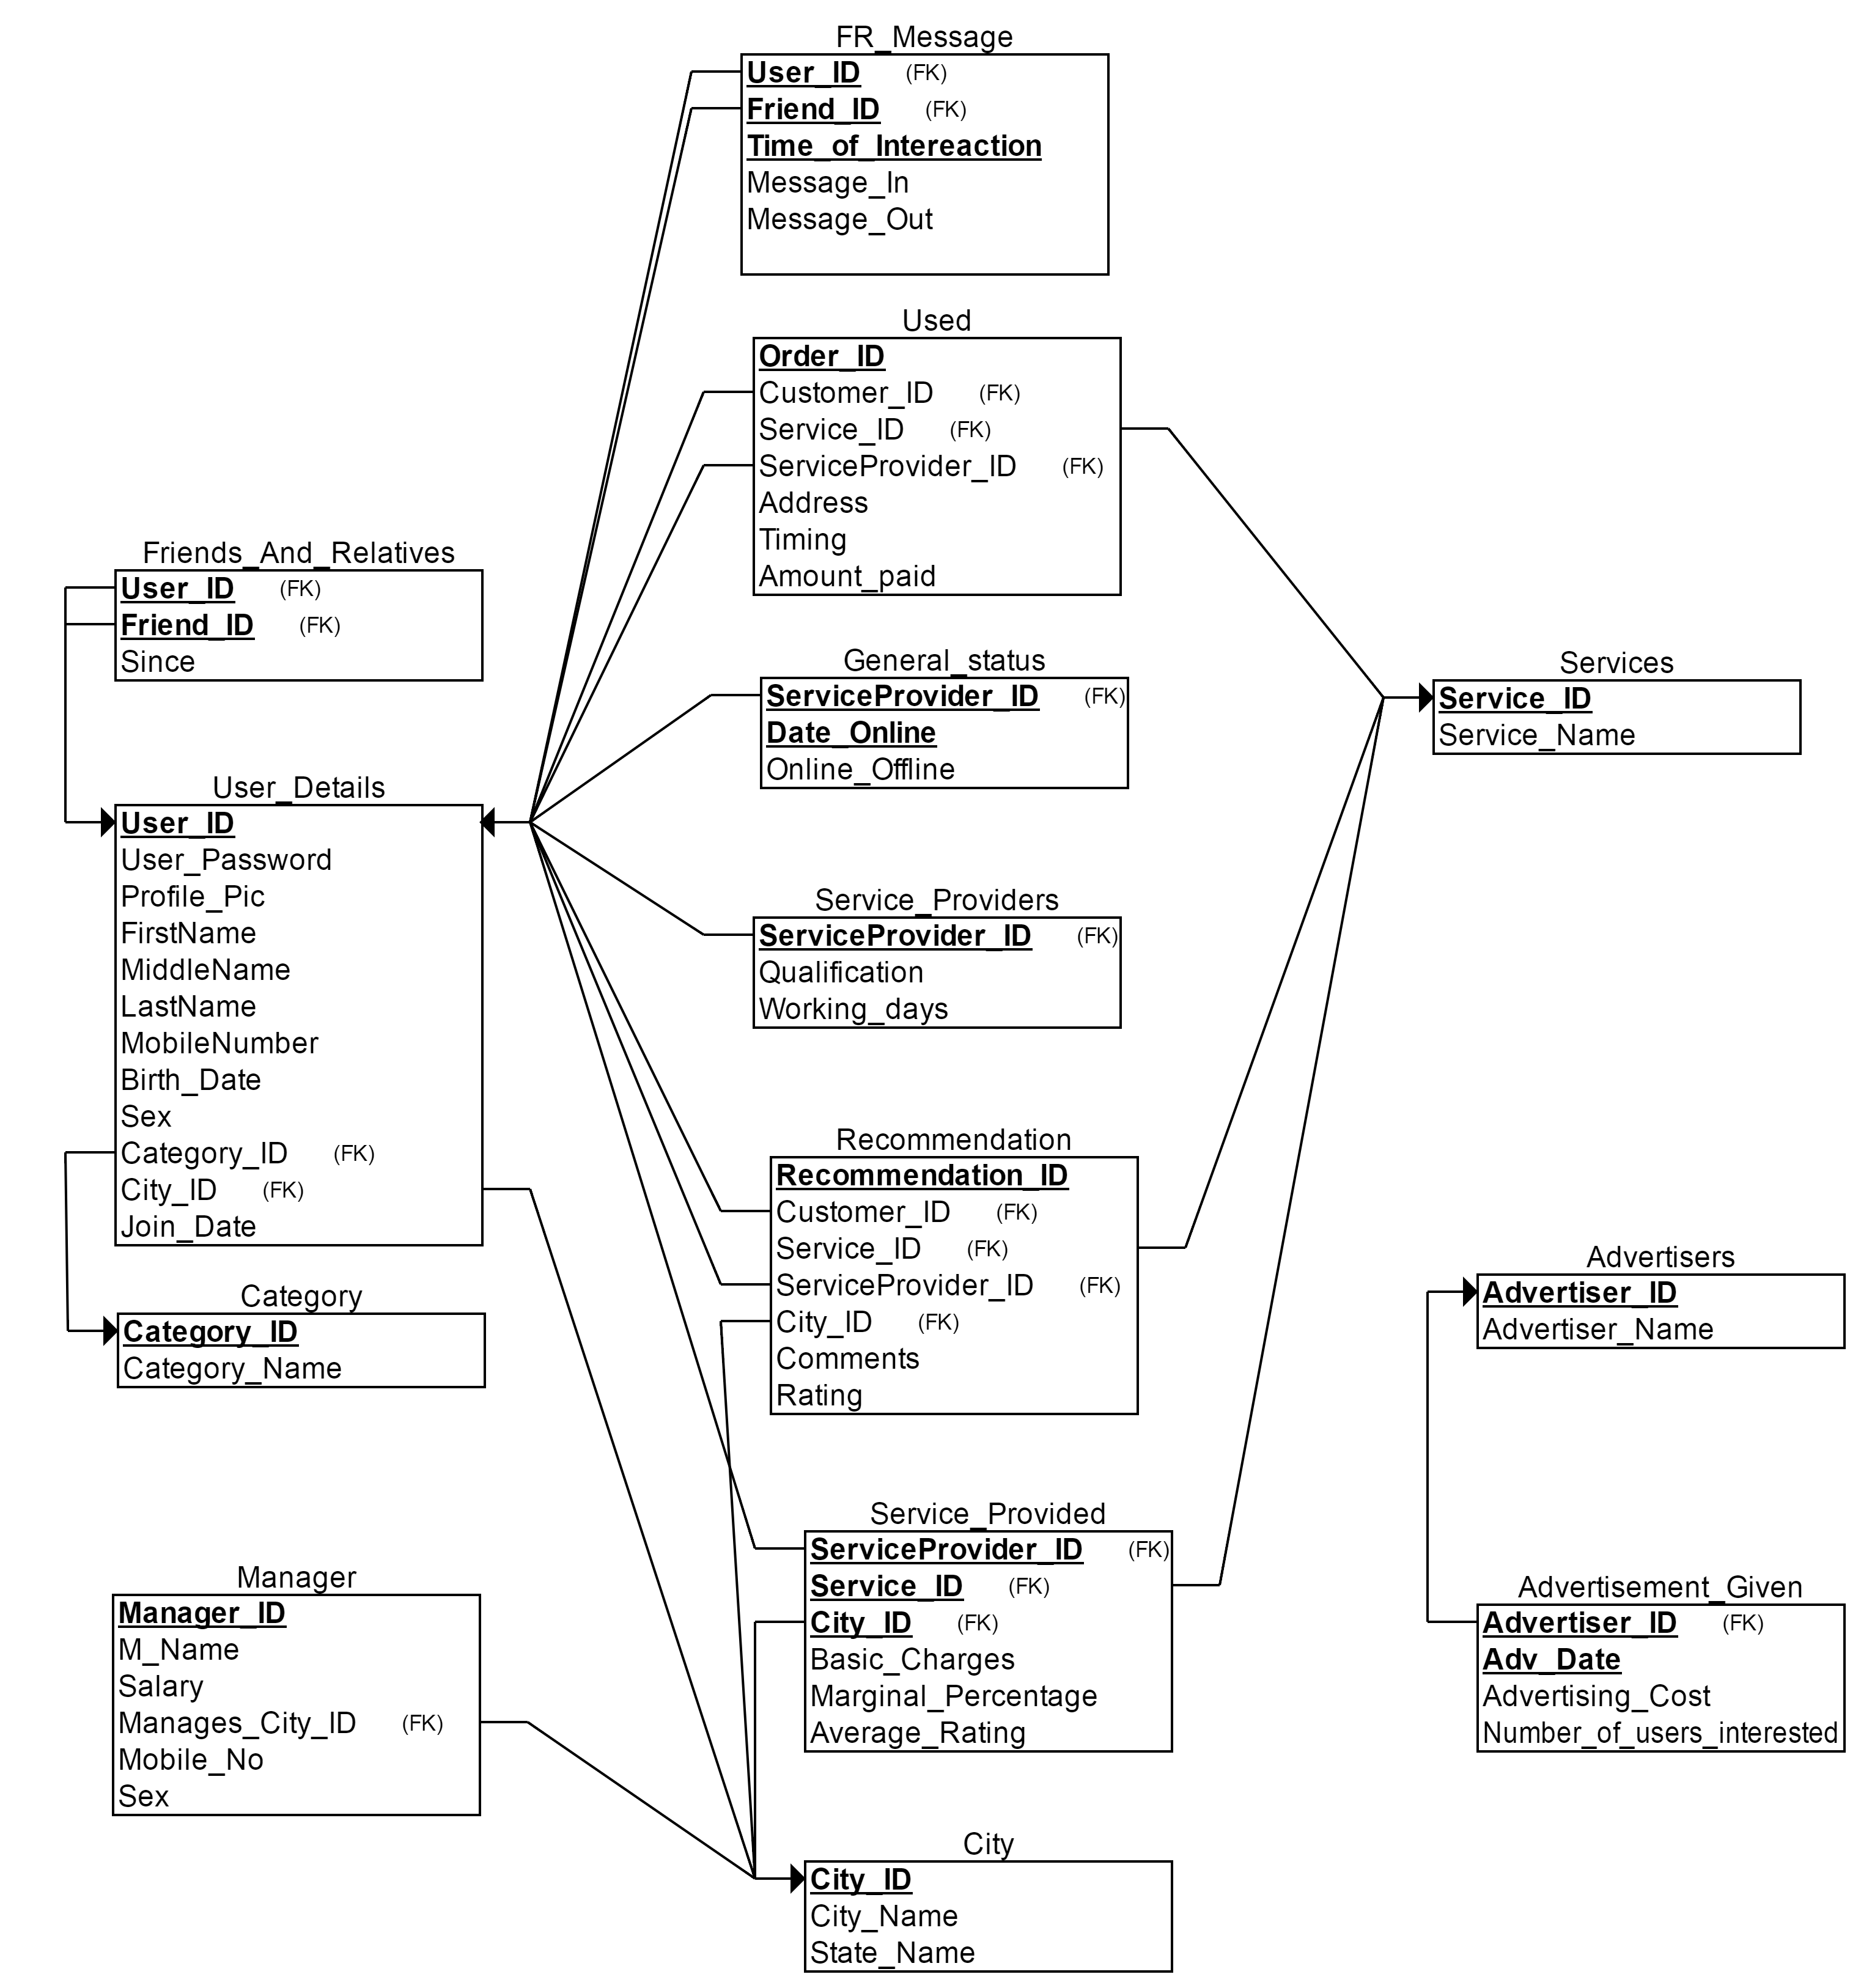 FR_Message
User_ID (FK)
Friend_ID (FK)
Time_of_Intereaction
Message_In
Message_Out
Used
Order_ID
Customer_ID (FK)
Service_ID (FK)
ServiceProvider_ID (FK)
Address
Timing
Amount_paid
Friends_And_Relatives
User_ID (FK)
Friend_ID (FK)
Since
General_status
ServiceProvider_ID (FK)
Date_Online
Online_Offline
Services
Service_ID
Service_Name
User_Details
User_ID
User_Password
Profile_Pic
FirstName
MiddleName
LastName
MobileNumber
Birth_Date
Sex
Category_ID (FK)
City_ID (FK)
Join_Date
Service_Providers
ServiceProvider_ID (FK)
Qualification
Working_days
Recommendation
Recommendation_ID
Customer_ID (FK)
Service_ID (FK)
ServiceProvider_ID (FK)
City_ID (FK)
Comments
Rating
Category
Category_ID
Category_Name
Advertisers
Advertiser_ID
Advertiser_Name
Service_Provided
ServiceProvider_ID (FK)
Service_ID (FK)
City_ID (FK)
Basic_Charges
Marginal_Percentage
Average_Rating
Manager
Manager_ID
M_Name
Salary
Manages_City_ID (FK)
Mobile_No
Sex
Advertisement_Given
Advertiser_ID (FK)
Adv_Date
Advertising_Cost
Number_of_users_interested
City
City_ID
City_Name
State_Name